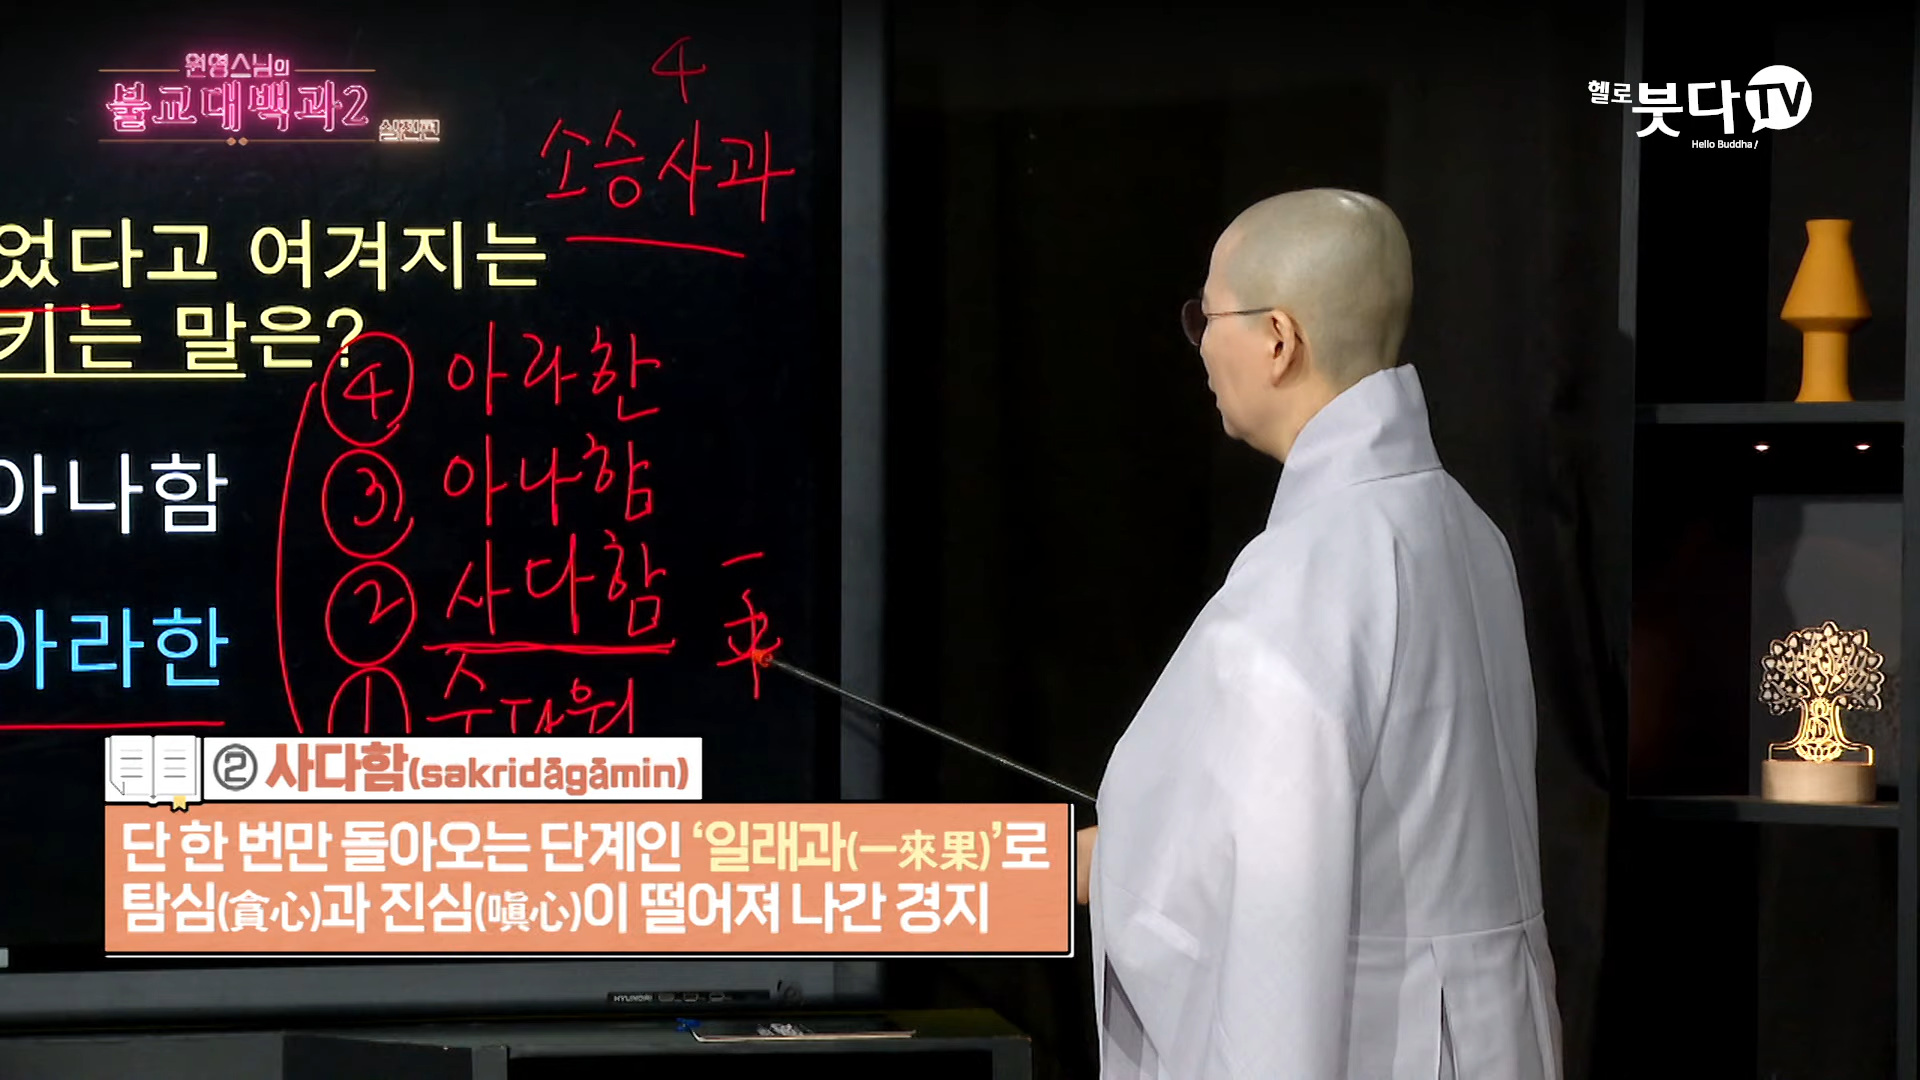 원영스님의
불교대백과2
실전편
헬로붓다TV
Hello Buddha!
4
소승사과
었다고 여겨지는
키는 말은?
④ 아라한
아나함
③ 아나함
② 사다함
一來
아라한
① 수다원
② 사다함(sakridāgāmin)
단 한 번만 돌아오는 단계인 ‘일래과(一來果)’로
탐심(貪心)과 진심(嗔心)이 떨어져 나간 경지
HYUNDAI